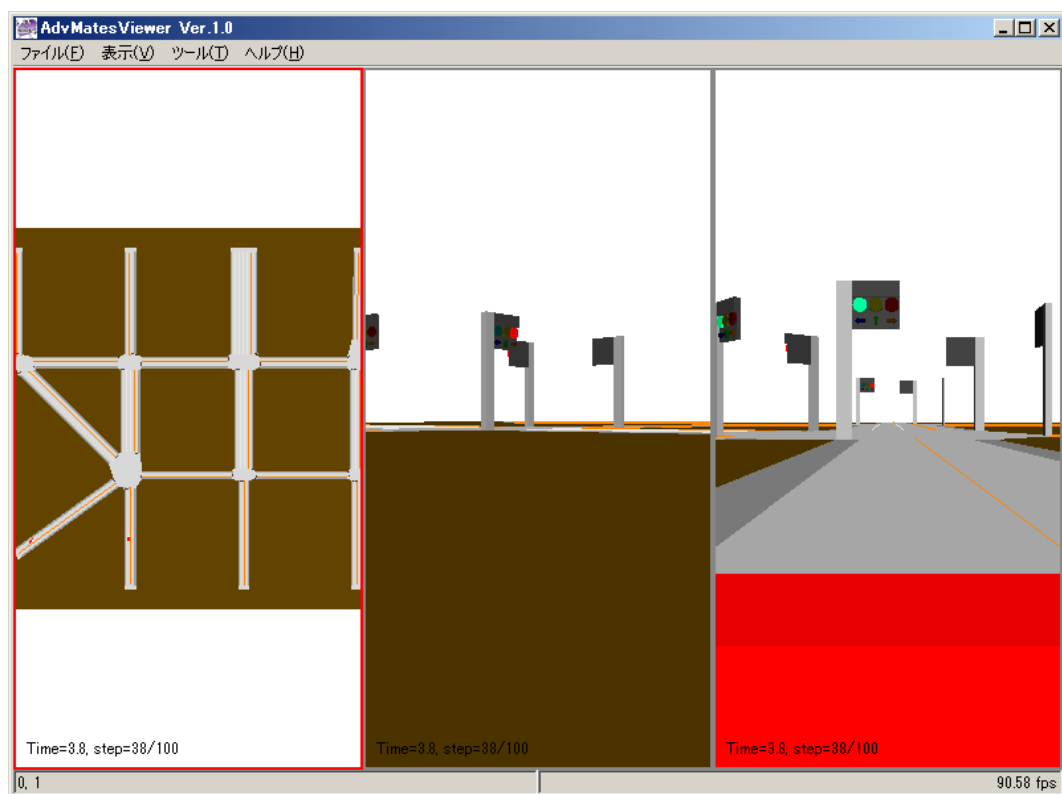 AdvMatesViewer Ver.1.0
ファイル(F) 表示(V) ツール(T) ヘルプ(H)
Time=3.8, step=38/100
Time=3.8, step=38/100
Time=3.8, step=38/100
0, 1
90.58 fps